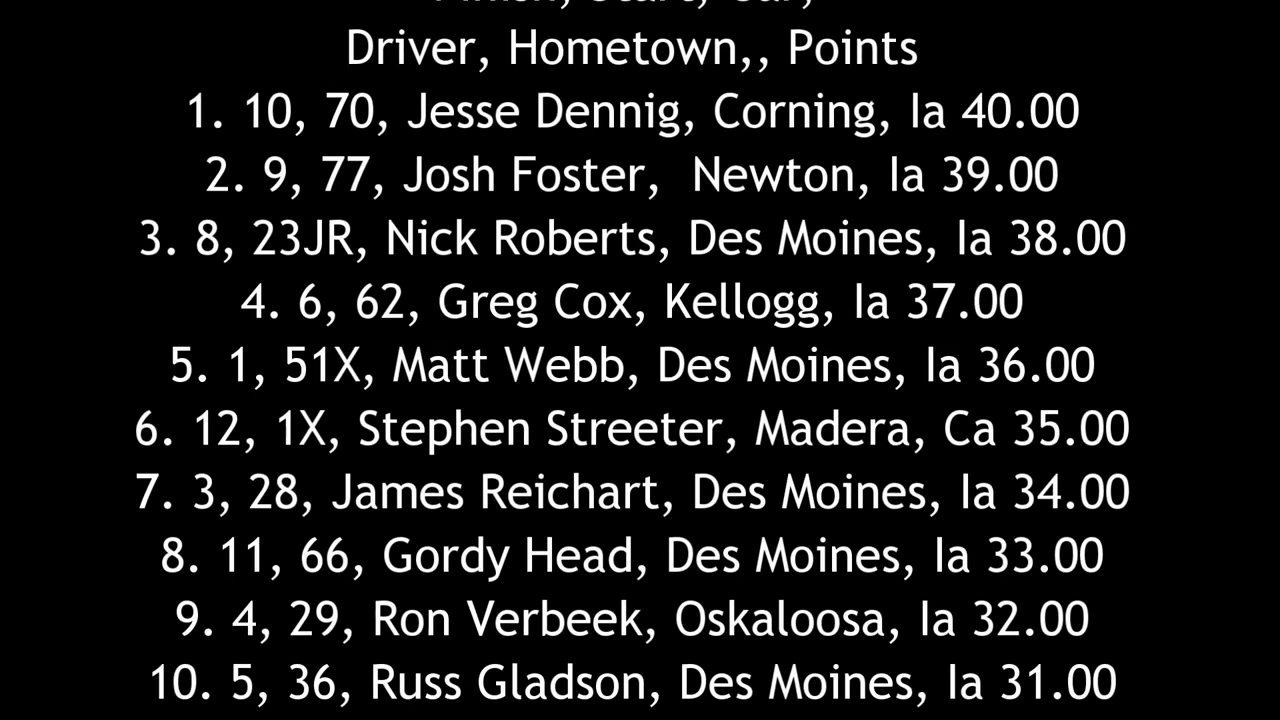 Finish, Start, Car,
Driver, Hometown,, Points
1. 10, 70, Jesse Dennig, Corning, Ia 40.00
2. 9, 77, Josh Foster,  Newton, Ia 39.00
3. 8, 23JR, Nick Roberts, Des Moines, Ia 38.00
4. 6, 62, Greg Cox, Kellogg, Ia 37.00
5. 1, 51X, Matt Webb, Des Moines, Ia 36.00
6. 12, 1X, Stephen Streeter, Madera, Ca 35.00
7. 3, 28, James Reichart, Des Moines, Ia 34.00
8. 11, 66, Gordy Head, Des Moines, Ia 33.00
9. 4, 29, Ron Verbeek, Oskaloosa, Ia 32.00
10. 5, 36, Russ Gladson, Des Moines, Ia 31.00